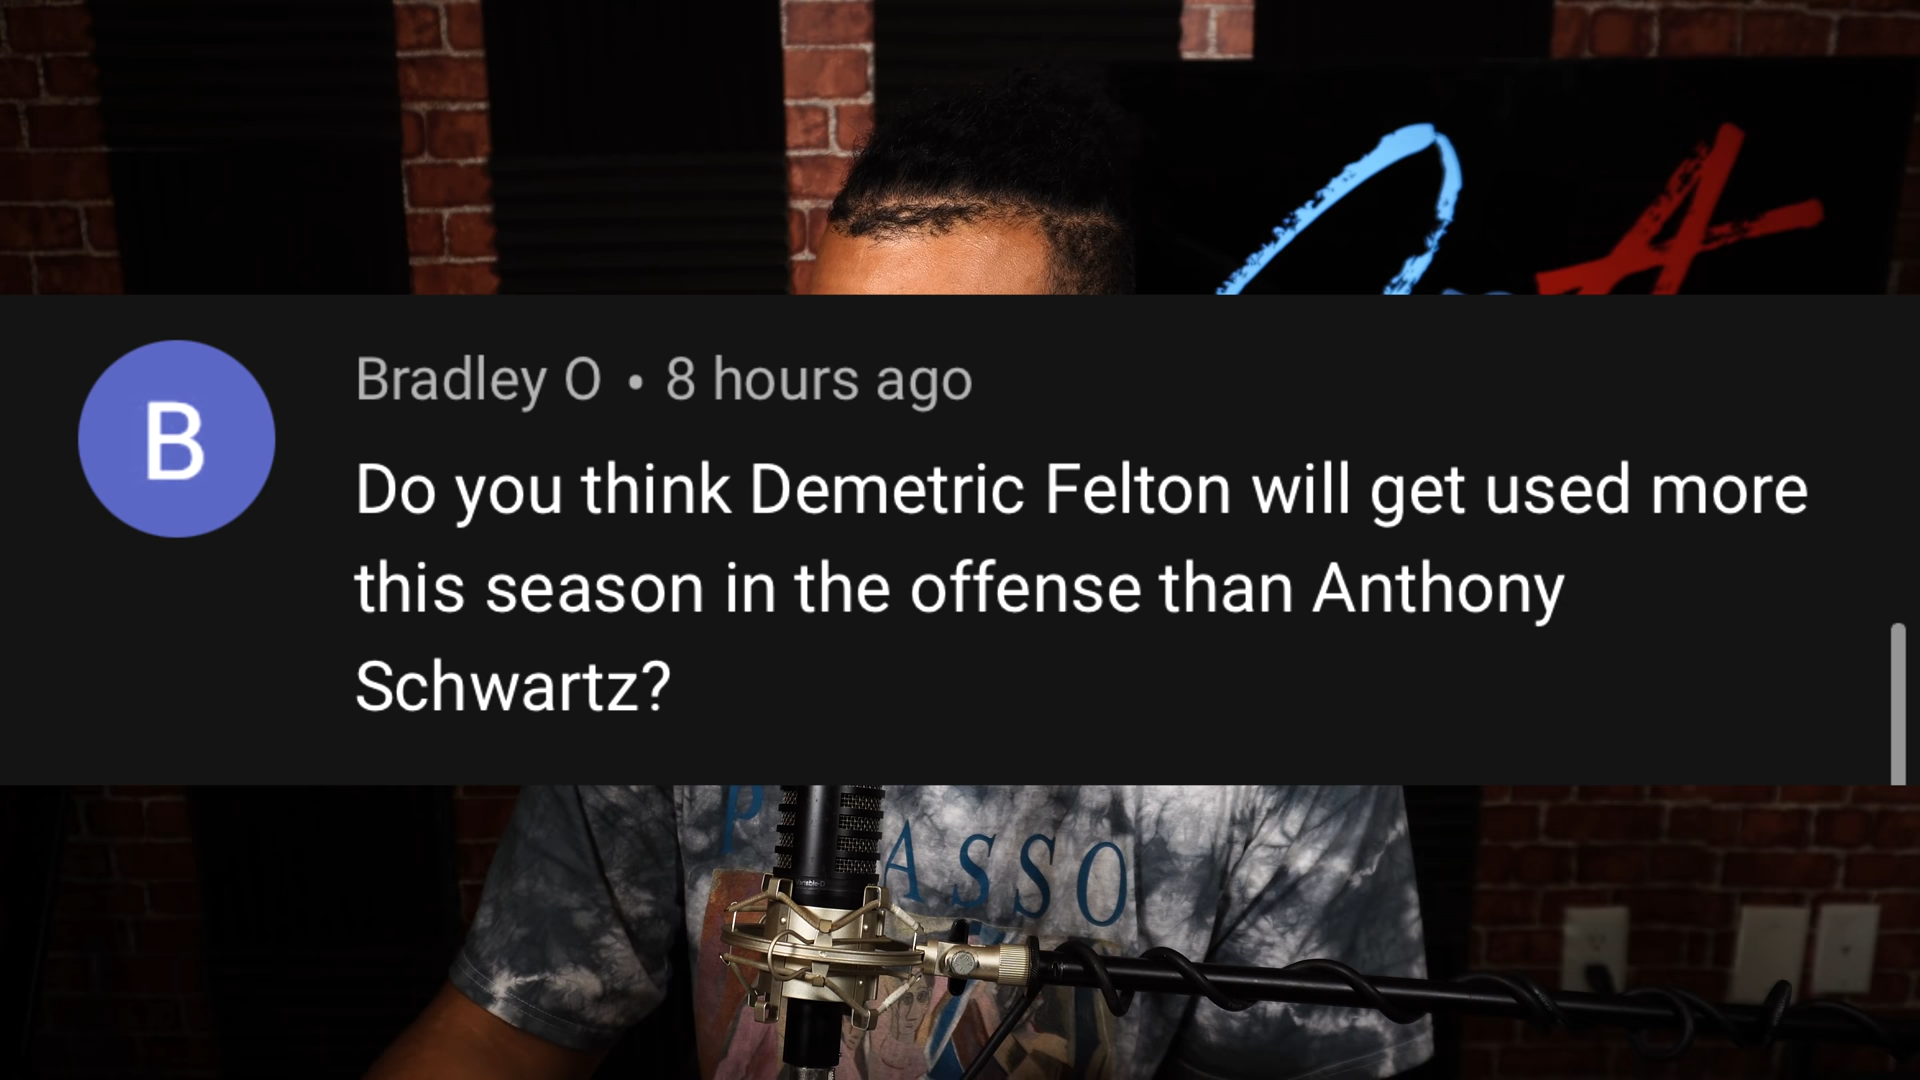 B
Bradley O • 8 hours ago
Do you think Demetric Felton will get used more
this season in the offense than Anthony
Schwartz?
P ASSO